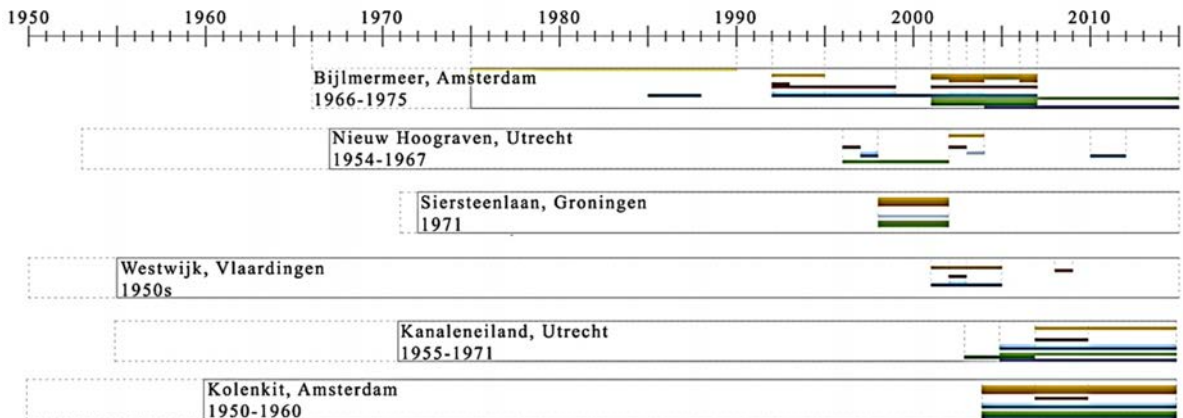 1950 1960 1970 1980 1990 2000 2010
Bijlmermeer, Amsterdam
1966-1975
Nieuw Hoograven, Utrecht
1954-1967
Siersteenlaan, Groningen
1971
Westwijk, Vlaardingen
1950s
Kanaleneiland, Utrecht
1955-1971
Kolenkit, Amsterdam
1950-1960